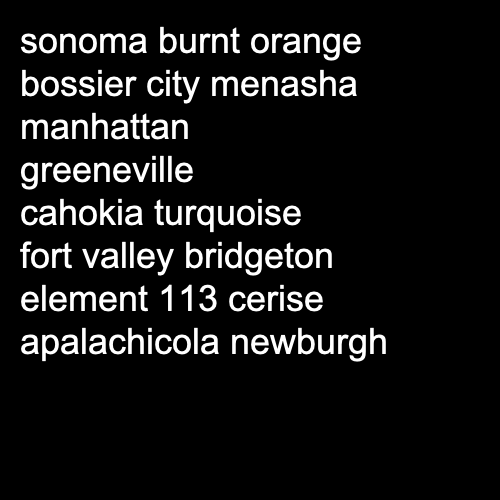 sonoma burnt orange
bossier city menasha
manhattan
greeneville
cahokia turquoise
fort valley bridgeton
element 113 cerise
apalachicola newburgh